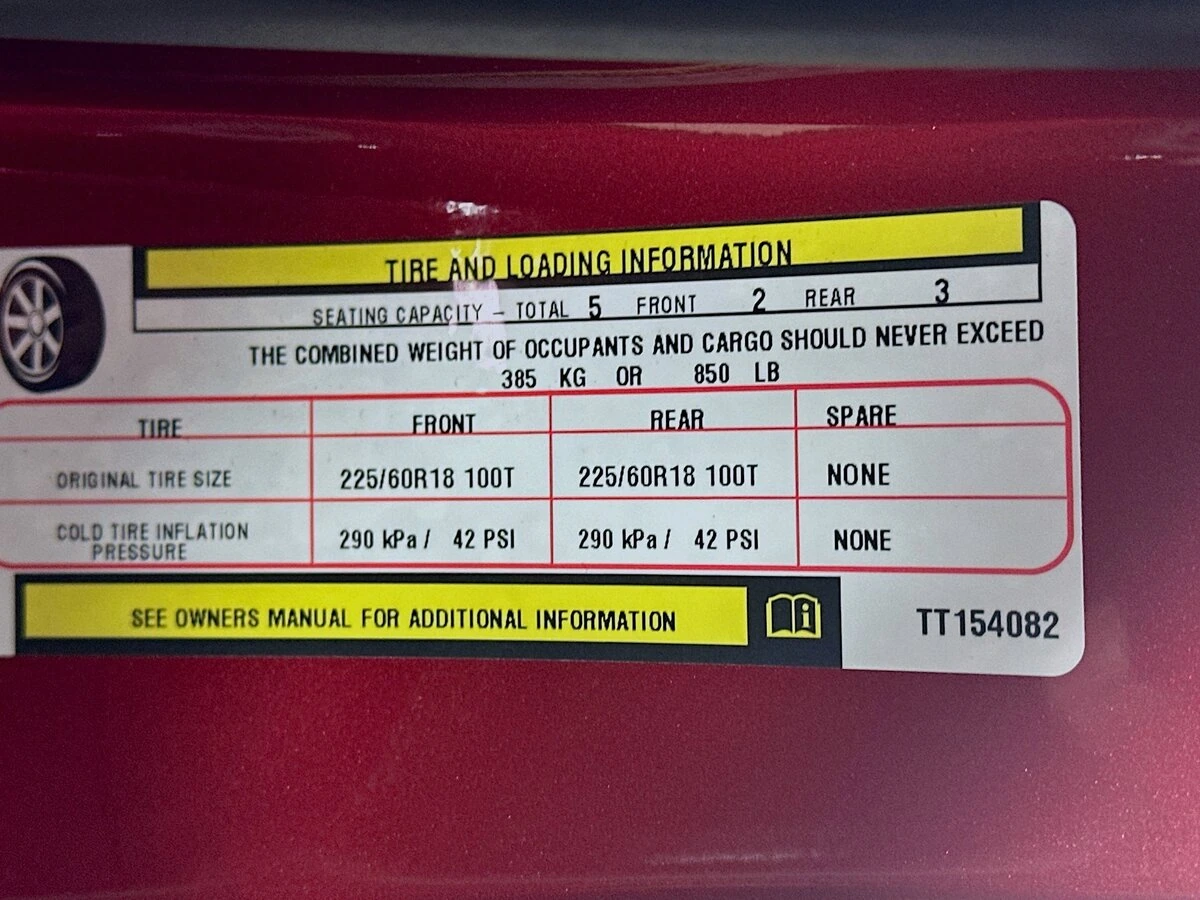 TIRE AND LOADING INFORMATION
SEATING CAPACITY – TOTAL 5 FRONT 2 REAR 3
THE COMBINED WEIGHT OF OCCUPANTS AND CARGO SHOULD NEVER EXCEED
385 KG OR 850 LB
TIRE FRONT REAR SPARE
ORIGINAL TIRE SIZE 225/60R18 100T 225/60R18 100T NONE
COLD TIRE INFLATION
PRESSURE 290 kPa / 42 PSI 290 kPa / 42 PSI NONE
SEE OWNERS MANUAL FOR ADDITIONAL INFORMATION
TT154082